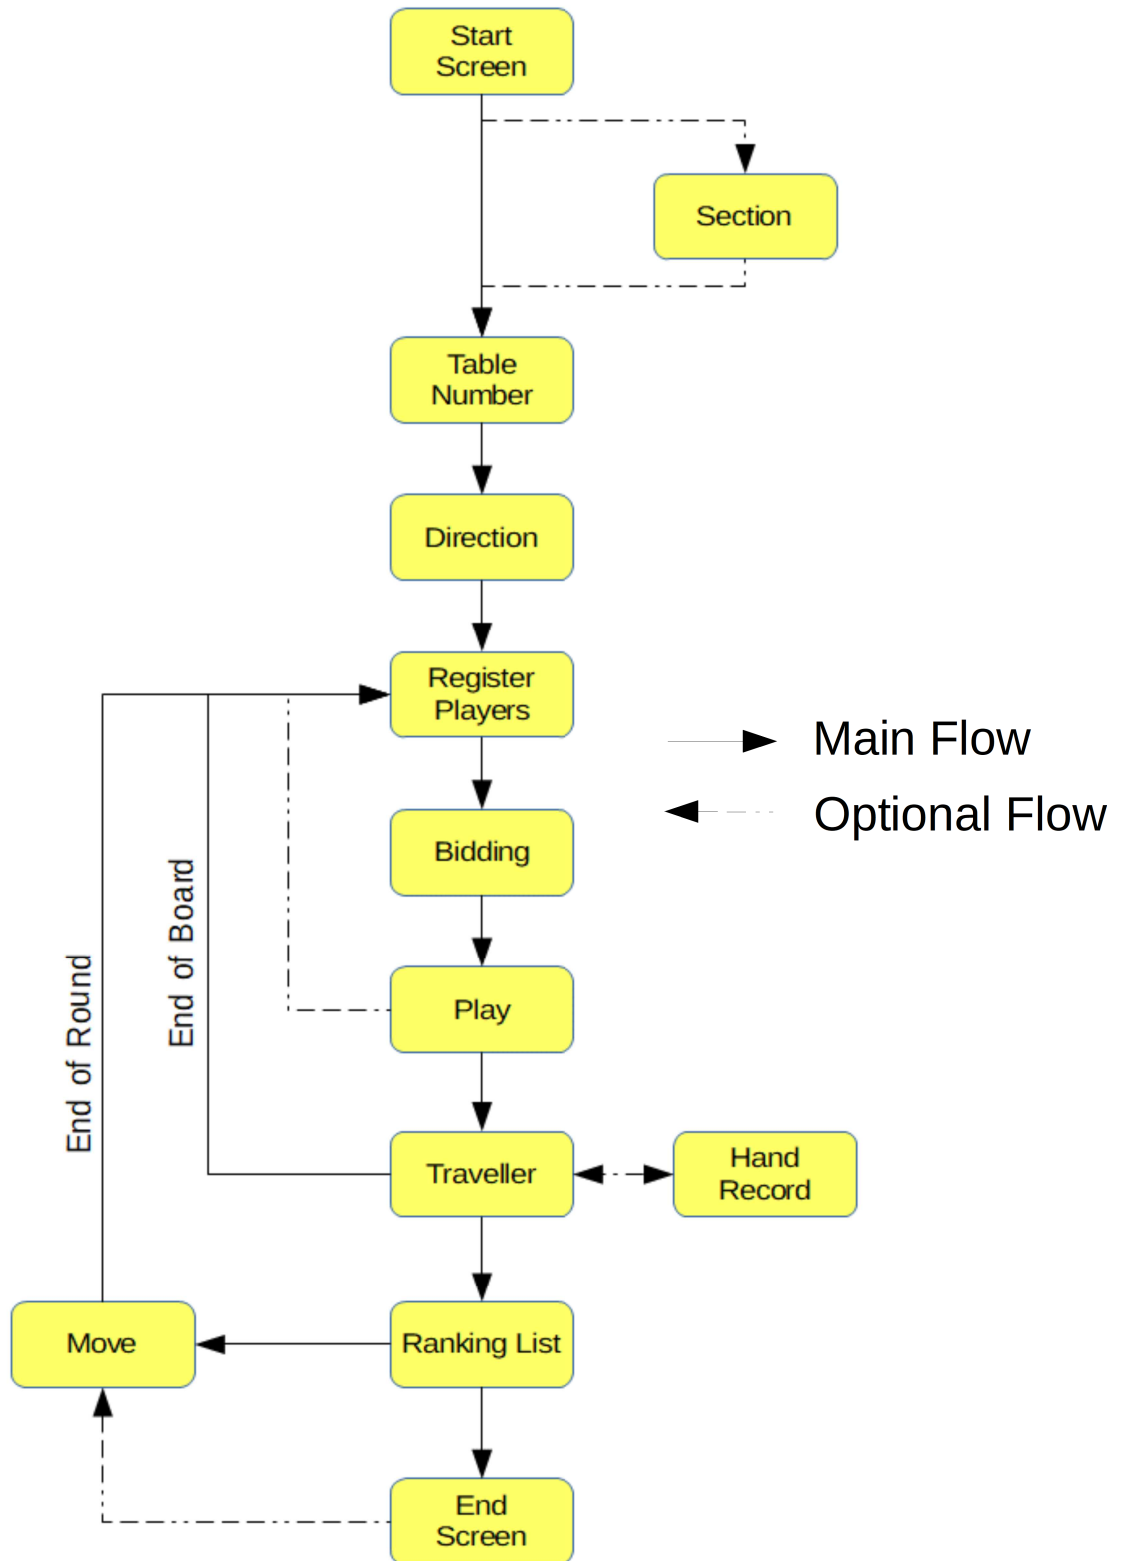 Start
Screen
Section
Table
Number
Direction
Register
Players
Main Flow
Optional Flow
Bidding
End of Board
End of Round
Play
Traveller
Hand
Record
Move
Ranking List
End
Screen